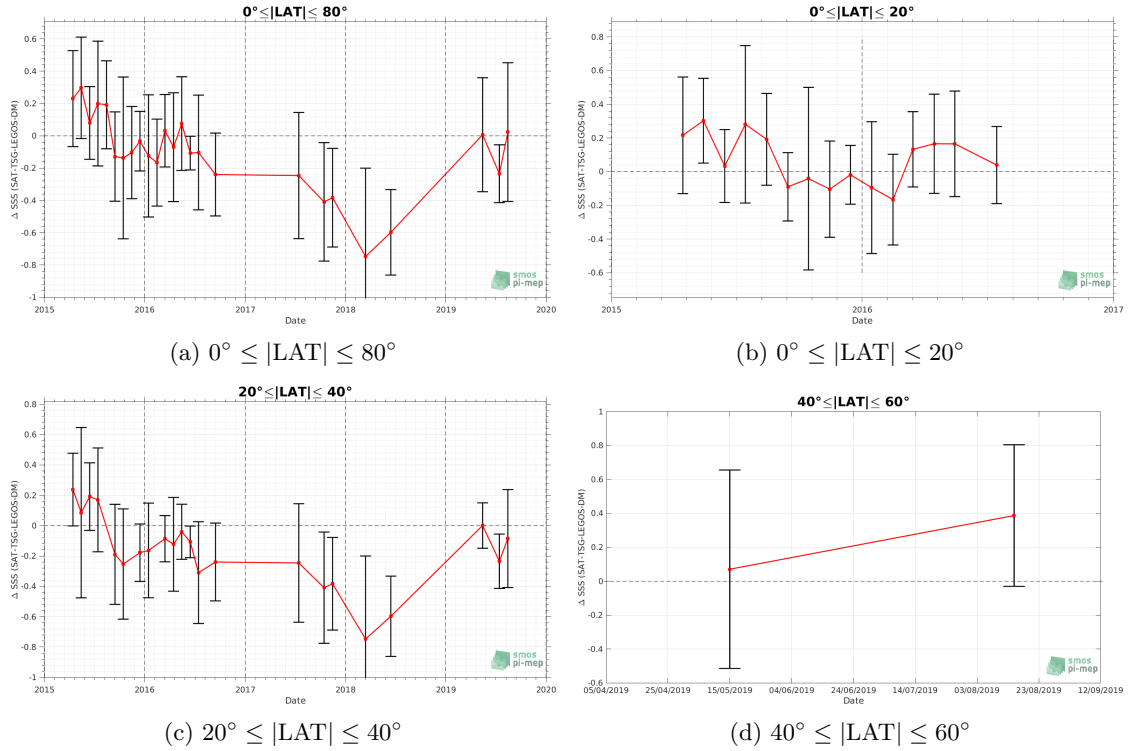 0°≤|LAT|≤ 80°
Δ SSS (SAT-TSG-LEGOS-DM)
0.6
0.4
0.2
0
-0.2
-0.4
-0.6
-0.8
-1
2015
2016
2017
2018
2019
2020
Date
smos
pi-mep
(a) 0° ≤ |LAT| ≤ 80°
0°≤|LAT|≤ 20°
Δ SSS (SAT-TSG-LEGOS-DM)
0.8
0.6
0.4
0.2
0
-0.2
-0.4
-0.6
2015
2016
2017
Date
smos
pi-mep
(b) 0° ≤ |LAT| ≤ 20°
20°≤|LAT|≤ 40°
Δ SSS (SAT-TSG-LEGOS-DM)
0.8
0.6
0.4
0.2
0
-0.2
-0.4
-0.6
-0.8
-1
2015
2016
2017
2018
2019
2020
Date
smos
pi-mep
(c) 20° ≤ |LAT| ≤ 40°
40°≤|LAT|≤ 60°
Δ SSS (SAT-TSG-LEGOS-DM)
1
0.8
0.6
0.4
0.2
0
-0.2
-0.4
-0.6
05/04/2019
25/04/2019
15/05/2019
04/06/2019
24/06/2019
14/07/2019
03/08/2019
23/08/2019
12/09/2019
Date
smos
pi-mep
(d) 40° ≤ |LAT| ≤ 60°